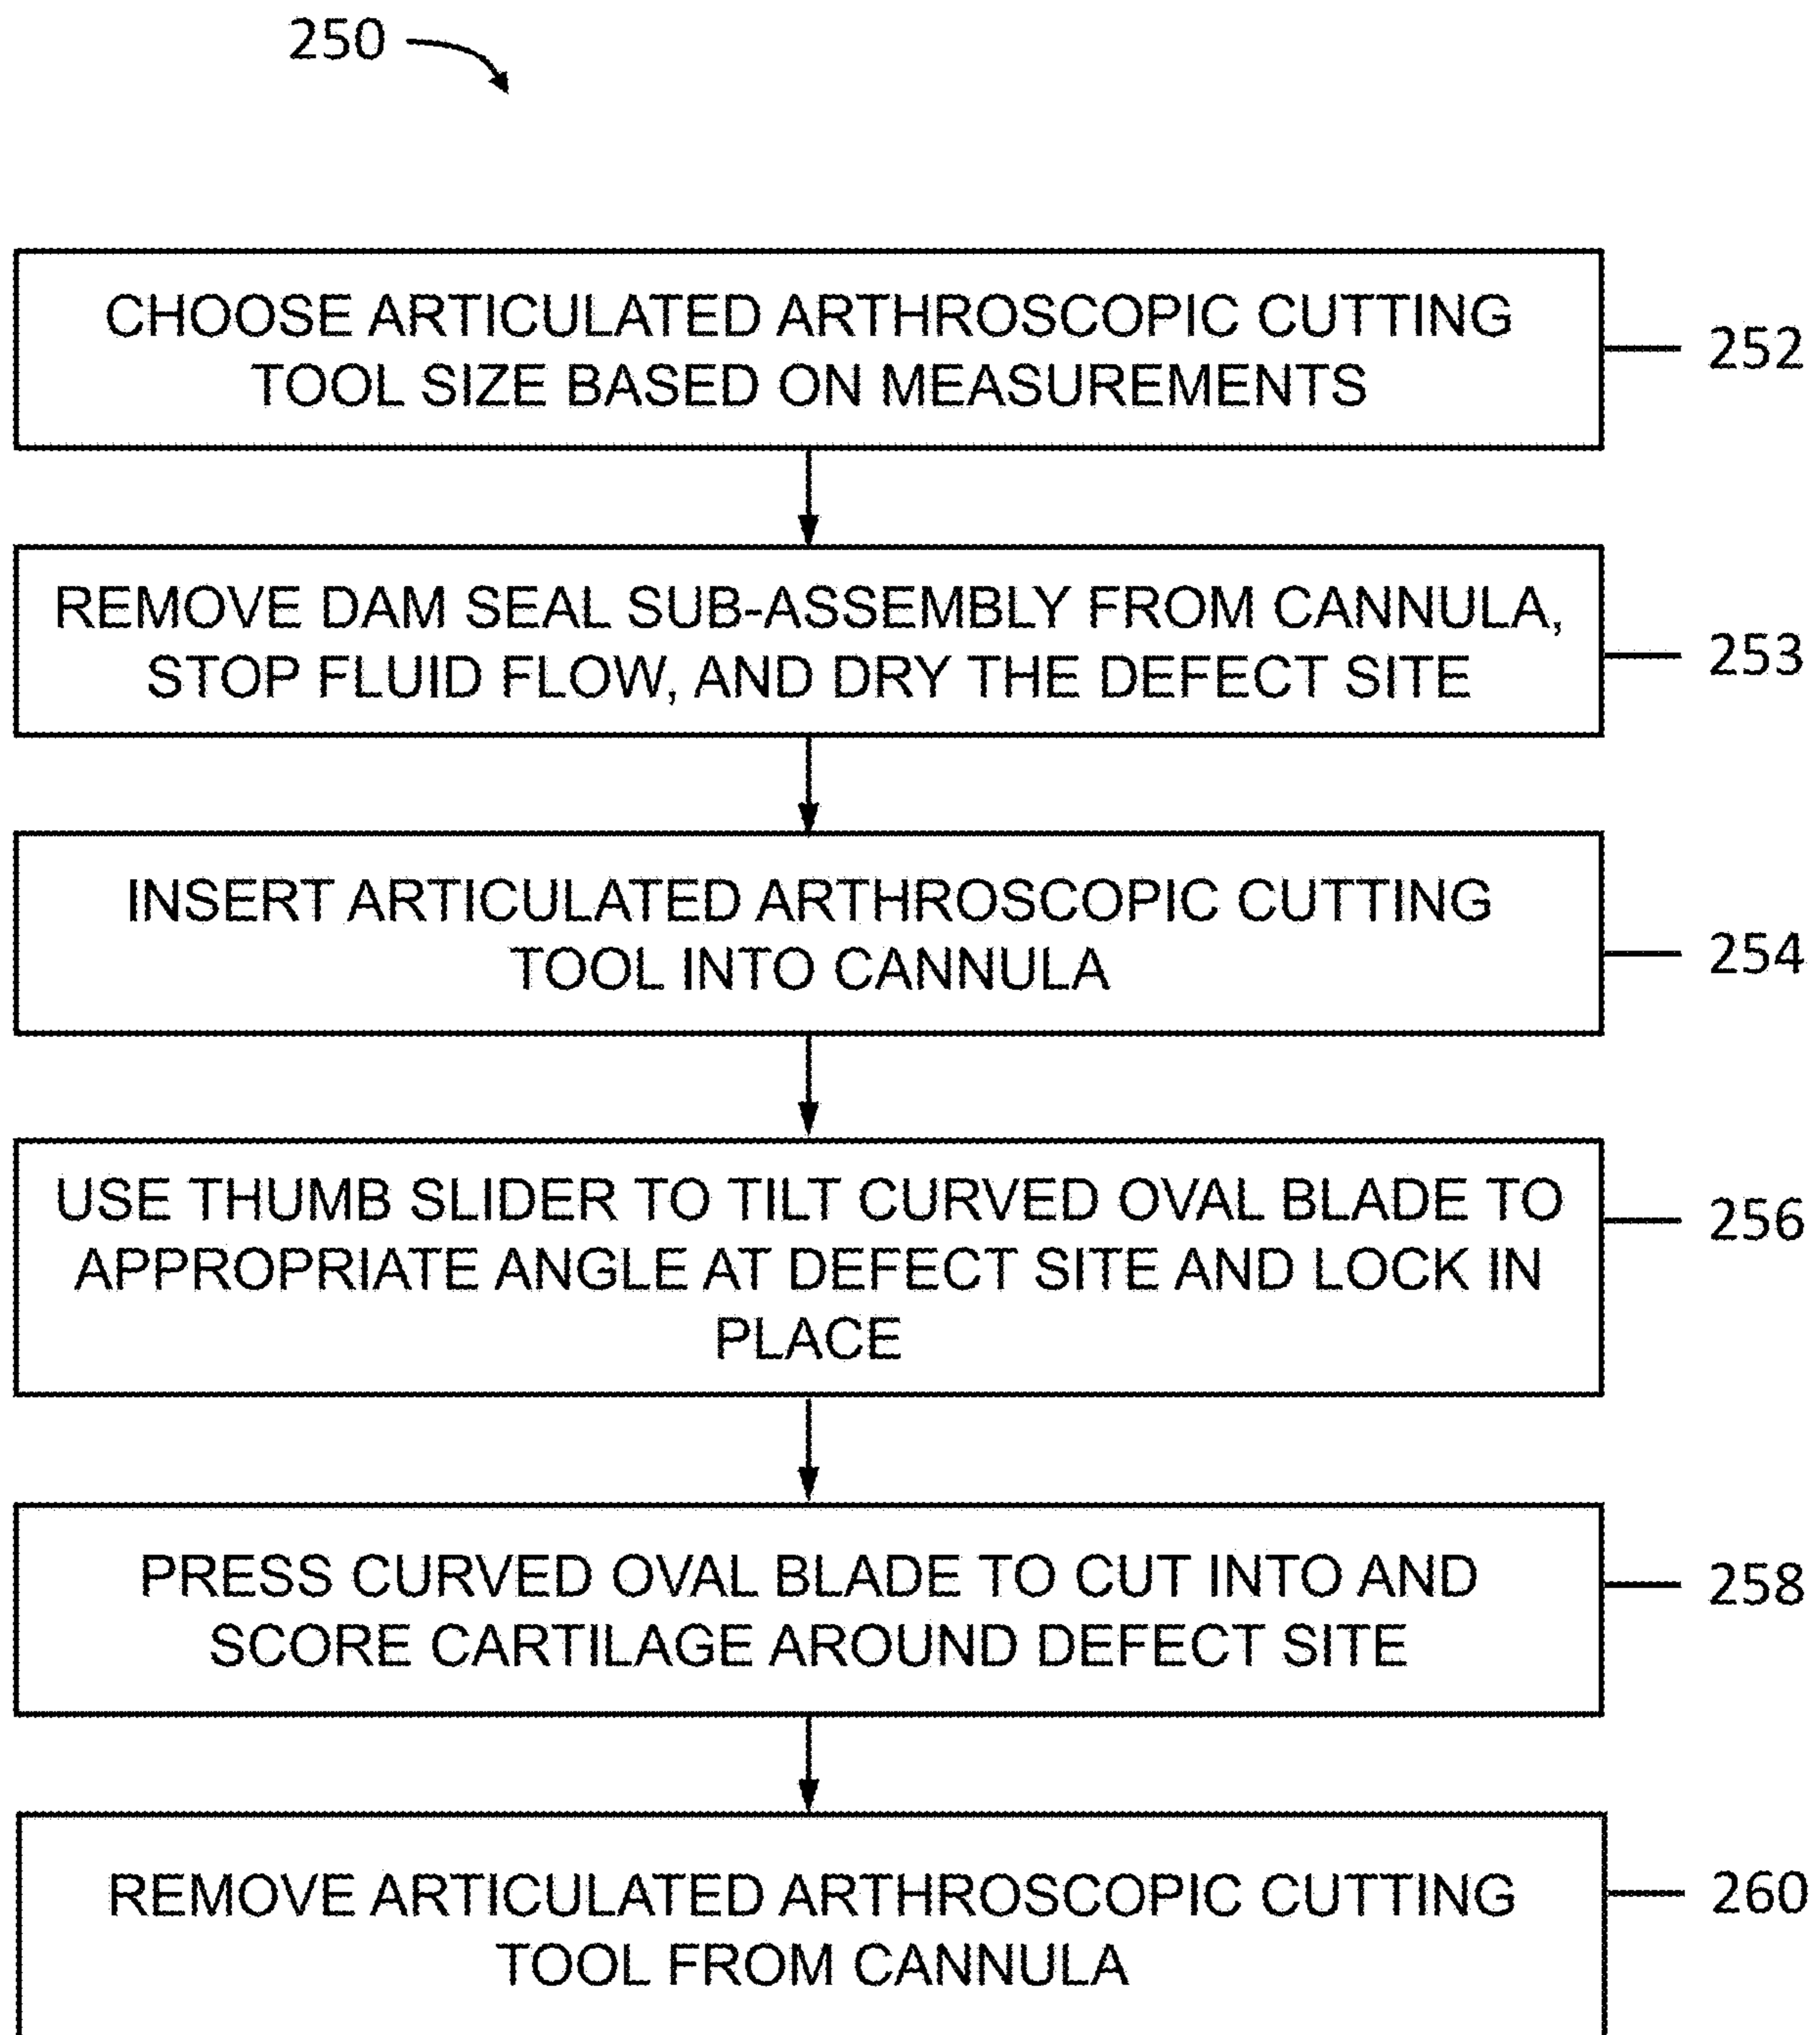 250
CHOOSE ARTICULATED ARTHROSCOPIC CUTTING
TOOL SIZE BASED ON MEASUREMENTS
252
REMOVE DAM SEAL SUB-ASSEMBLY FROM CANNULA,
STOP FLUID FLOW, AND DRY THE DEFECT SITE
253
INSERT ARTICULATED ARTHROSCOPIC CUTTING
TOOL INTO CANNULA
254
USE THUMB SLIDER TO TILT CURVED OVAL BLADE TO
APPROPRIATE ANGLE AT DEFECT SITE AND LOCK IN
PLACE
256
PRESS CURVED OVAL BLADE TO CUT INTO AND
SCORE CARTILAGE AROUND DEFECT SITE
258
REMOVE ARTICULATED ARTHROSCOPIC CUTTING
TOOL FROM CANNULA
260